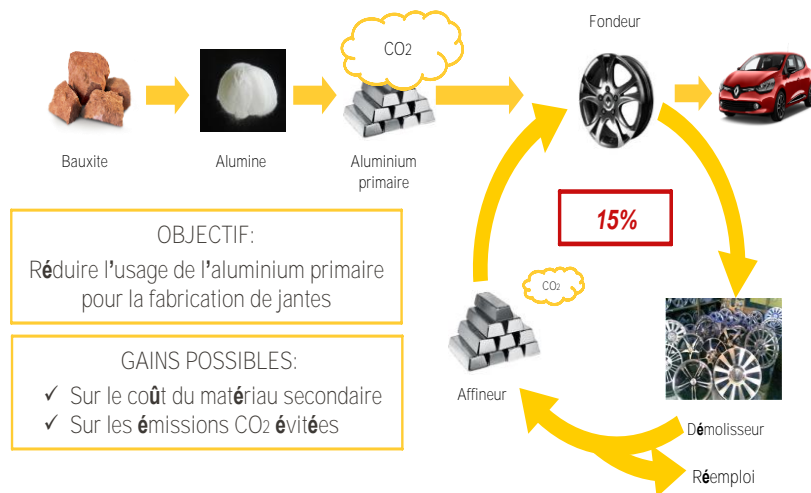 Fondeur
CO2
Bauxite
Alumine
Aluminium
primaire
15%
OBJECTIF:
Réduire l'usage de l'aluminium primaire
pour la fabrication de jantes
CO2
GAINS POSSIBLES:
✓ Sur le coût du matériau secondaire
✓ Sur les émissions CO2 évitées
Affineur
Démolisseur
Réemploi